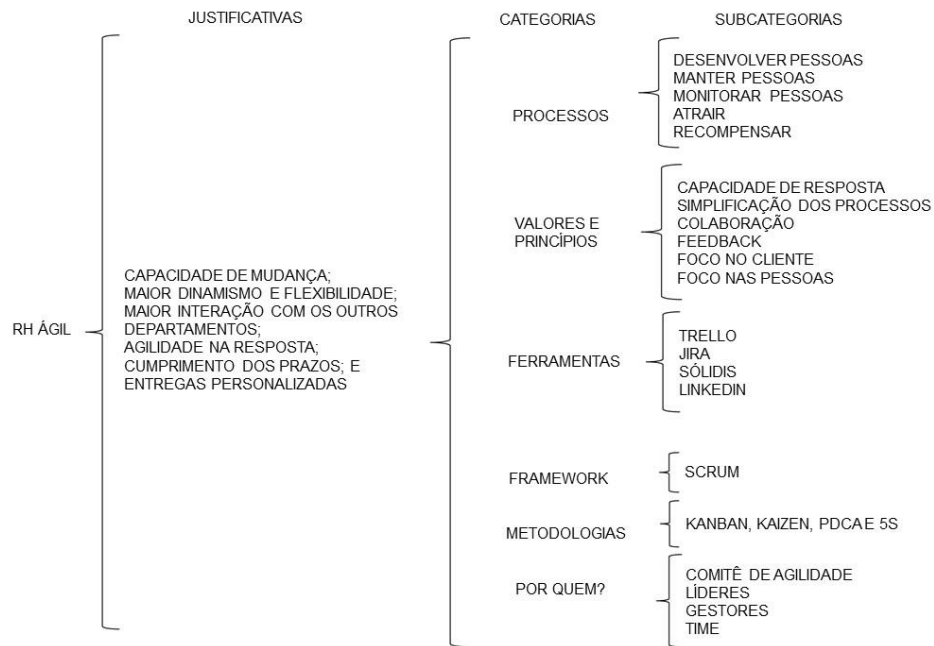 JUSTIFICATIVAS
CATEGORIAS
SUBCATEGORIAS
RH ÁGIL
CAPACIDADE DE MUDANÇA;
MAIOR DINAMISMO E FLEXIBILIDADE;
MAIOR INTERAÇÃO COM OS OUTROS
DEPARTAMENTOS;
AGILIDADE NA RESPOSTA;
CUMPRIMENTO DOS PRAZOS; E
ENTREGAS PERSONALIZADAS
PROCESSOS
DESENVOLVER PESSOAS
MANTER PESSOAS
MONITORAR PESSOAS
ATRAIR
RECOMPENSAR
VALORES E
PRINCÍPIOS
CAPACIDADE DE RESPOSTA
SIMPLIFICAÇÃO DOS PROCESSOS
COLABORAÇÃO
FEEDBACK
FOCO NO CLIENTE
FOCO NAS PESSOAS
FERRAMENTAS
TRELLO
JIRA
SÓLIDIS
LINKEDIN
FRAMEWORK
SCRUM
METODOLOGIAS
KANBAN, KAIZEN, PDCA E 5S
POR QUEM?
COMITÊ DE AGILIDADE
LÍDERES
GESTORES
TIME